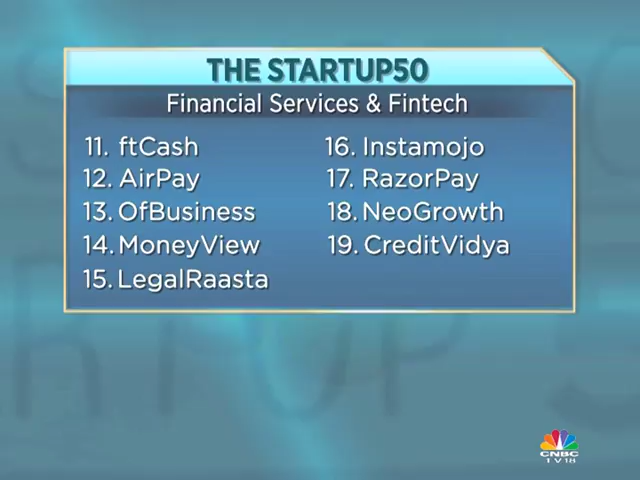 THE STARTUP50
Financial Services & Fintech
11. ftCash
12. AirPay
13. OfBusiness
14. MoneyView
15. LegalRaasta
16. Instamojo
17. RazorPay
18. NeoGrowth
19. CreditVidya
CNBC
TV18